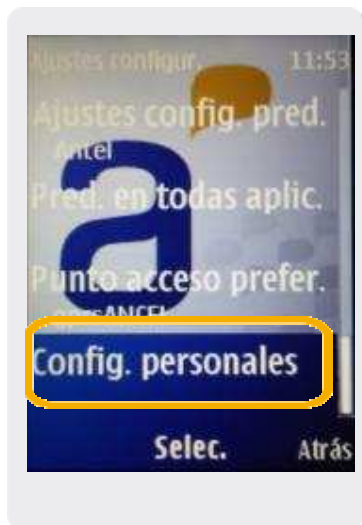 Ajustes configur. 11:53
Ajustes config. pred.
Antel
Pred. en todas aplic.
Punto acceso prefer.
gprsANCEL
Config. personales
Selec. Atrás